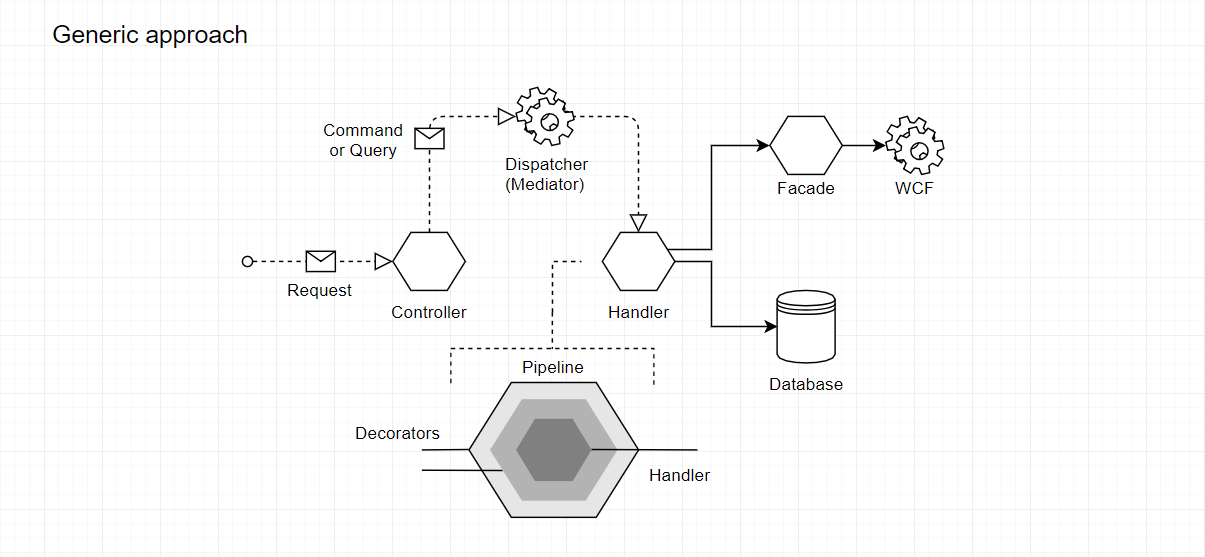 Generic approach
Command
or Query
Dispatcher
(Mediator)
Facade
WCF
Request
Controller
Handler
Database
Pipeline
Decorators
Handler